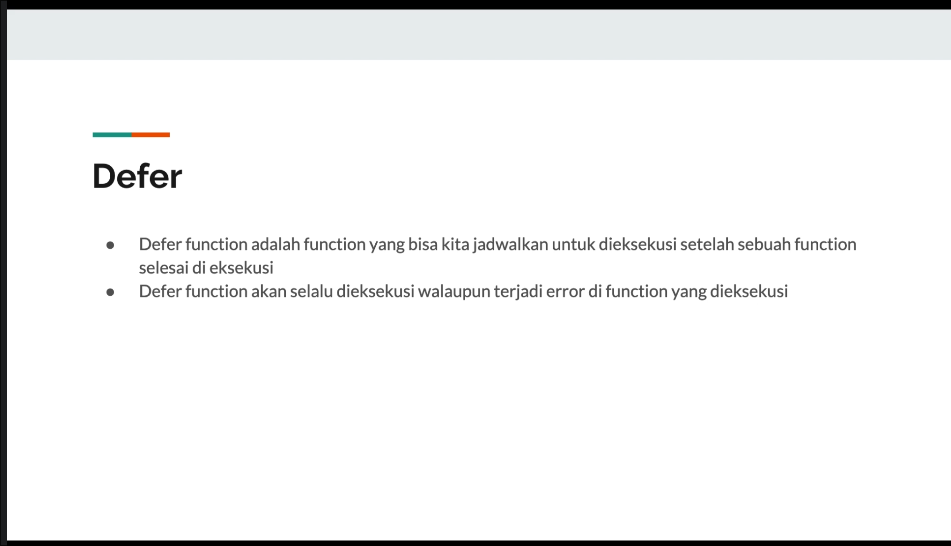 Defer
● Defer function adalah function yang bisa kita jadwalkan untuk dieksekusi setelah sebuah function
selesai di eksekusi
● Defer function akan selalu dieksekusi walaupun terjadi error di function yang dieksekusi